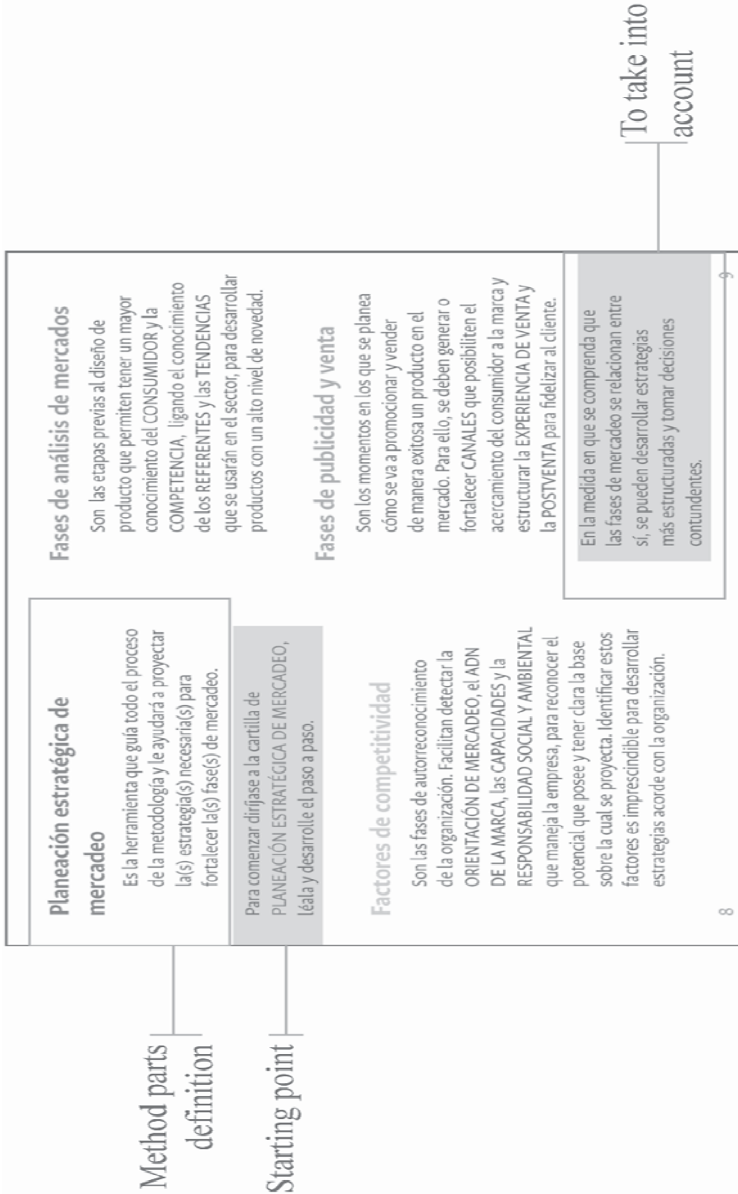 Method parts
definition
Starting point
Planeación estratégica de
mercadeo
Es la herramienta que guía todo el proceso
de la metodología y le ayudará a proyectar
la(s) estrategia(s) necesaria(s) para
fortalecer la(s) fase(s) de mercadeo.
Para comenzar diríjase a la cartilla de
PLANEACIÓN ESTRATÉGICA DE MERCADEO,
léala y desarrolle el paso a paso.
Factores de competitividad
Son las fases de autorreconocimiento
de la organización. Facilitan detectar la
ORIENTACIÓN DE MERCADEO, el ADN
DE LA MARCA, las CAPACIDADES y la
RESPONSABILIDAD SOCIAL Y AMBIENTAL
que maneja la empresa, para reconocer el
potencial que posee y tener clara la base
sobre la cual se proyecta. Identificar estos
factores es imprescindible para desarrollar
estrategias acorde con la organización.
8
Fases de análisis de mercados
Son las etapas previas al diseño de
producto que permiten tener un mayor
conocimiento del CONSUMIDOR y la
COMPETENCIA, ligando el conocimiento
de los REFERENTES y las TENDENCIAS
que se usarán en el sector, para desarrollar
productos con un alto nivel de novedad.
Fases de publicidad y venta
Son los momentos en los que se planea
cómo se va a promocionar y vender
de manera exitosa un producto en el
mercado. Para ello, se deben generar o
fortalecer CANALES que posibiliten el
acercamiento del consumidor a la marca y
estructurar la EXPERIENCIA DE VENTA y
la POSTVENTA para fidelizar al cliente.
En la medida en que se comprenda que
las fases de mercadeo se relacionan entre
sí, se pueden desarrollar estrategias
más estructuradas y tomar decisiones
contundentes.
9
To take into
account